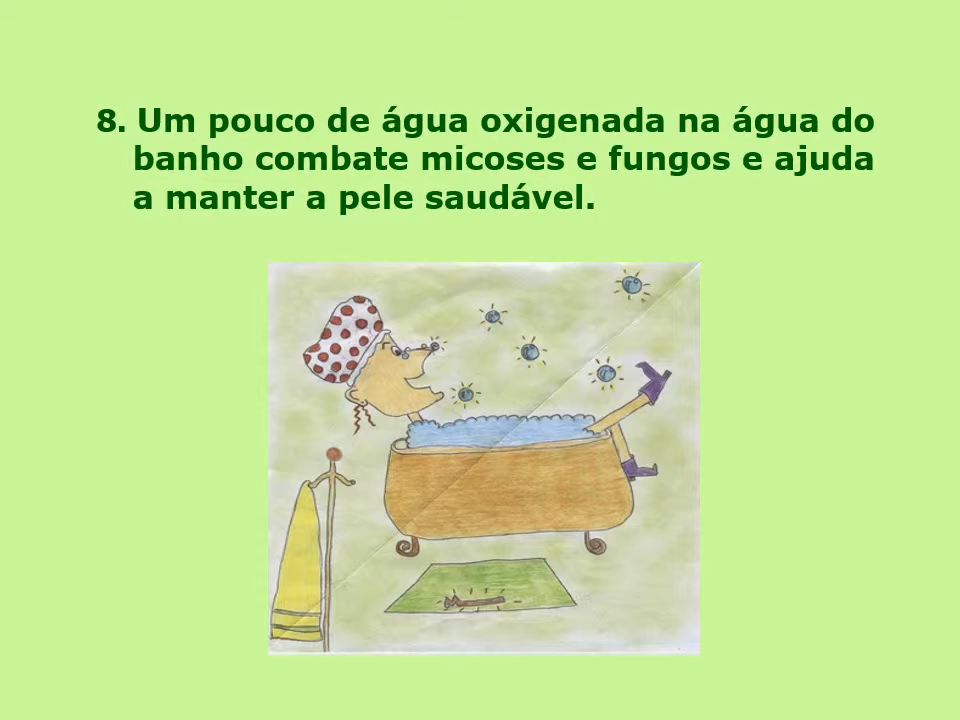 8. Um pouco de água oxigenada na água do
banho combate micoses e fungos e ajuda
a manter a pele saudável.